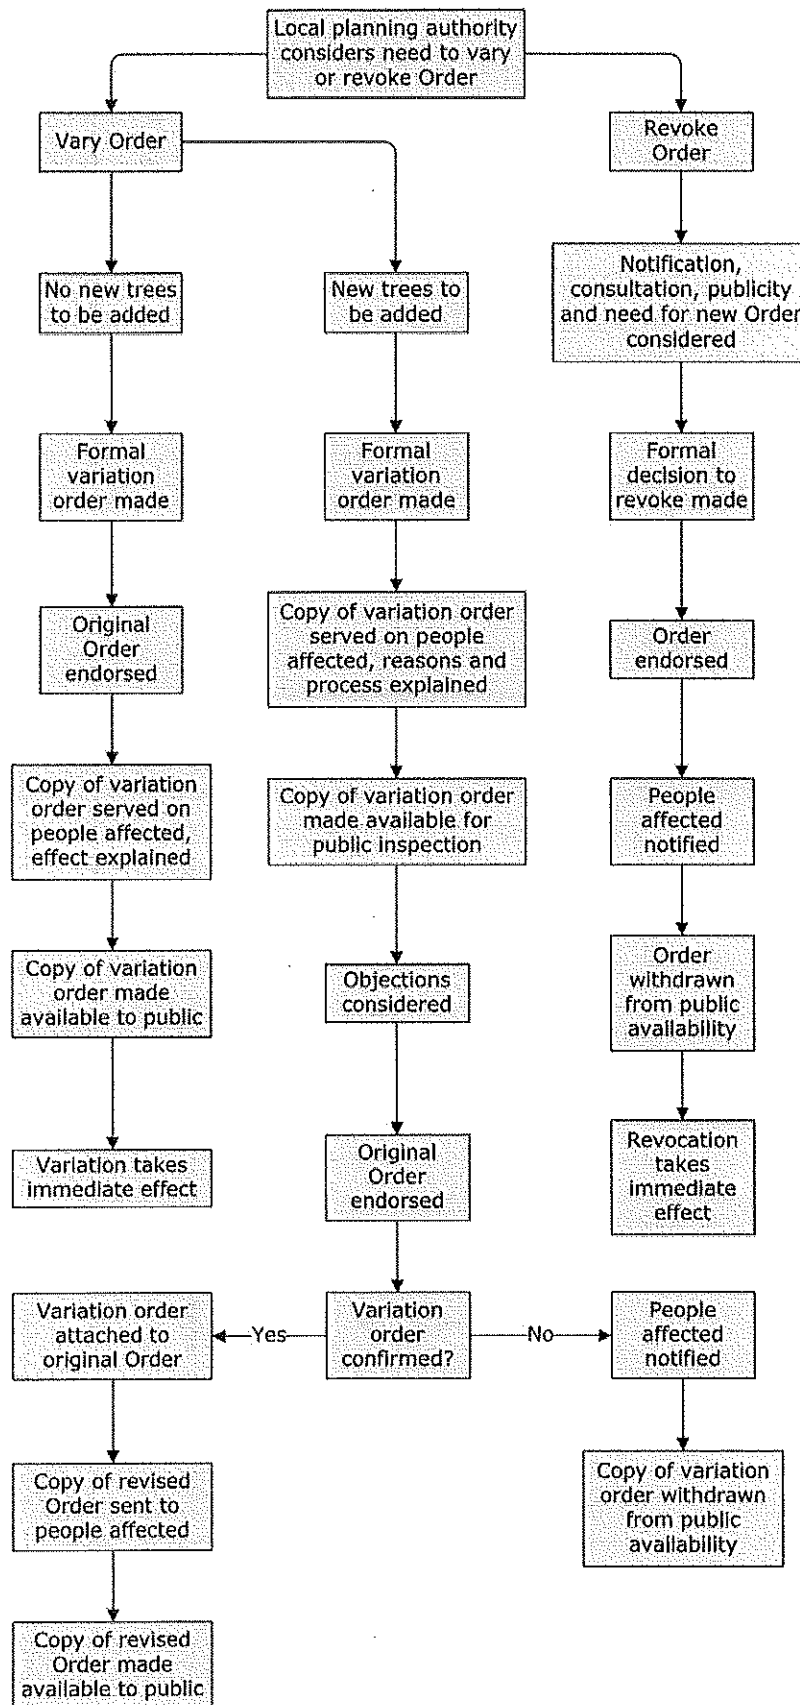 Local planning authority
considers need to vary
or revoke Order
Vary Order
Revoke
Order
No new trees
to be added
New trees to
be added
Notification,
consultation, publicity
and need for new Order
considered
Formal
variation
order made
Formal
variation
order made
Formal
decision to
revoke made
Original
Order
endorsed
Copy of variation order
served on people
affected, reasons and
process explained
Order
endorsed
Copy of variation
order served on
people affected,
effect explained
Copy of variation order
made available for
public inspection
People
affected
notified
Copy of variation
order made
available to public
Objections
considered
Order
withdrawn
from public
availability
Variation takes
immediate effect
Original
Order
endorsed
Revocation
takes
immediate
effect
Variation order
attached to
original Order
Yes
Variation
order
confirmed?
No
People
affected
notified
Copy of revised
Order sent to
people affected
Copy of variation
order withdrawn
from public
availability
Copy of revised
Order made
available to public